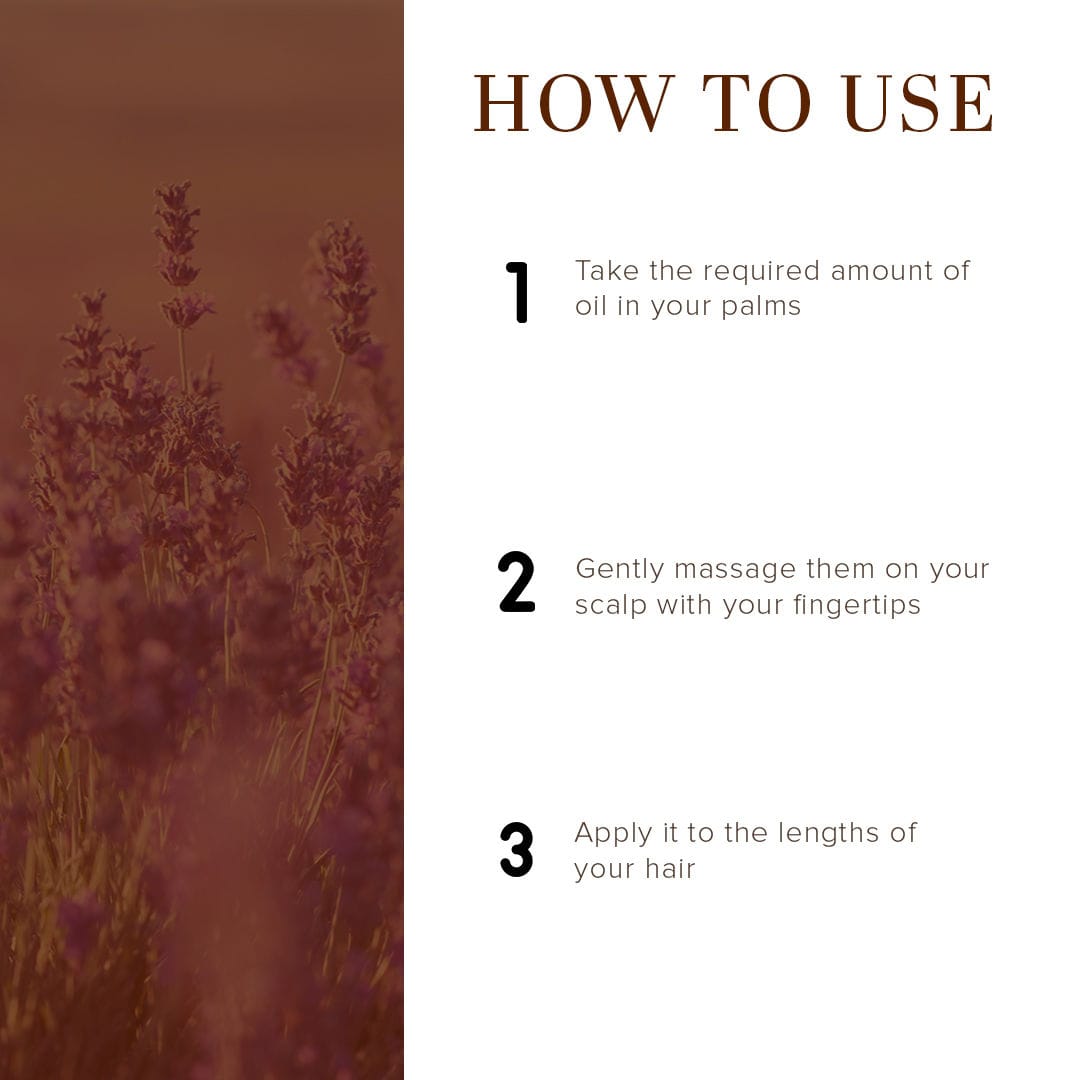 HOW TO USE
1
Take the required amount of
oil in your palms
2
Gently massage them on your
scalp with your fingertips
3
Apply it to the lengths of
your hair